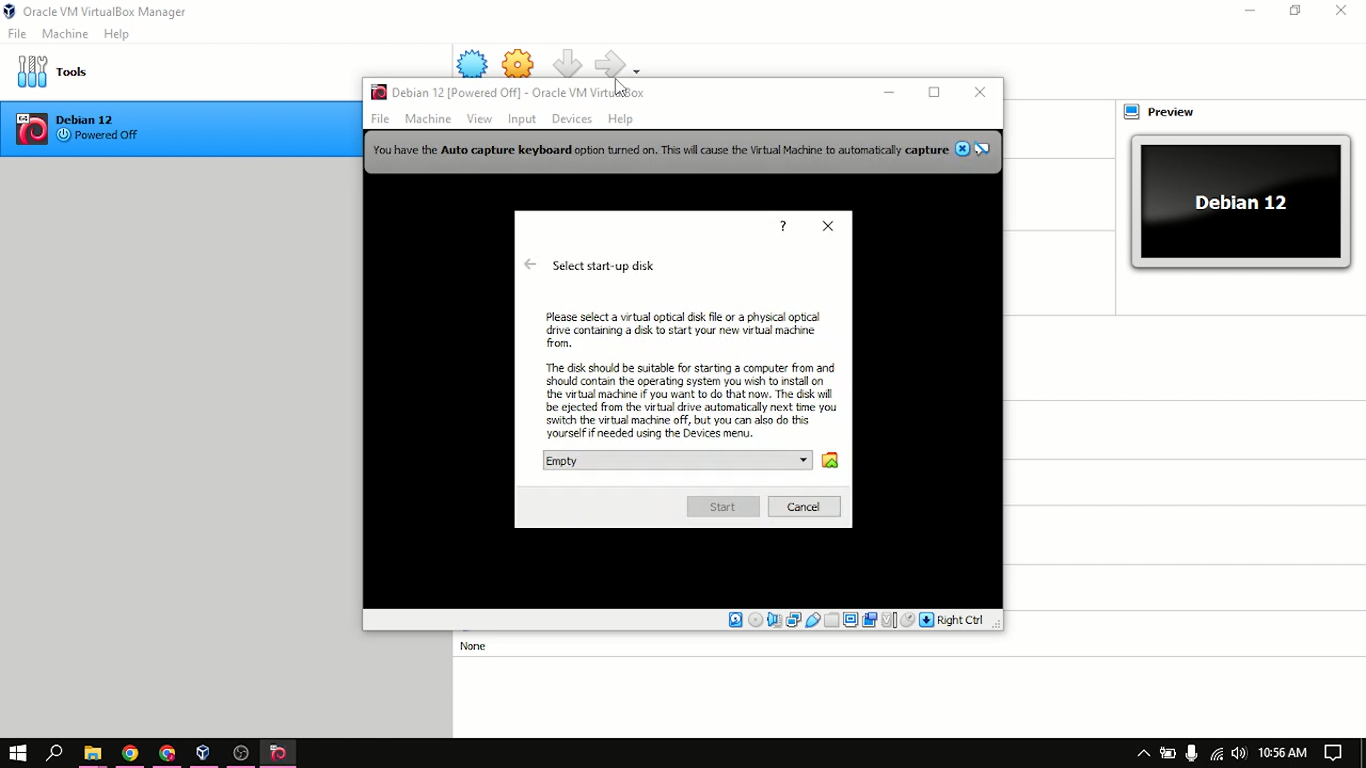 Oracle VM VirtualBox Manager
File Machine Help
Tools
Debian 12
Powered Off
Debian 12 [Powered Off] - Oracle VM VirtualBox
File Machine View Input Devices Help
You have the Auto capture keyboard option turned on. This will cause the Virtual Machine to automatically capture
Preview
Debian 12
?
Select start-up disk
Please select a virtual optical disk file or a physical optical
drive containing a disk to start your new virtual machine
from.
The disk should be suitable for starting a computer from and
should contain the operating system you wish to install on
the virtual machine if you want to do that now. The disk will
be ejected from the virtual drive automatically next time you
switch the virtual machine off, but you can also do this
yourself if needed using the Devices menu.
Empty
Start Cancel
Right Ctrl
None
10:56 AM